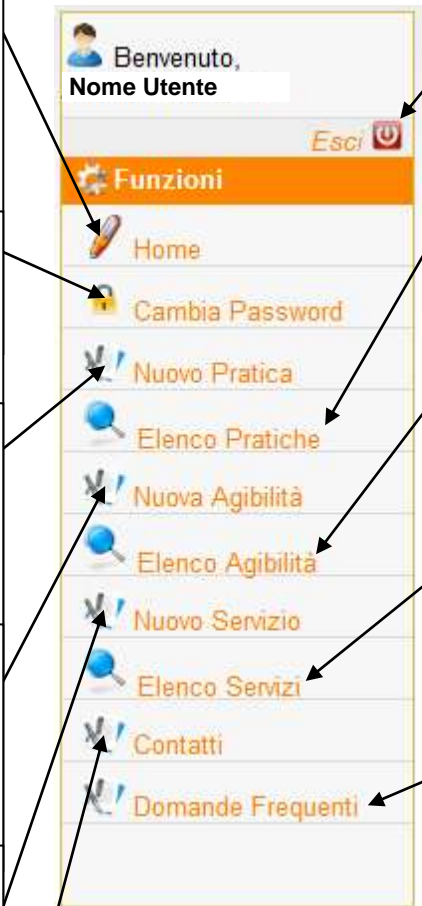 Benvenuto,
Nome Utente
Esci
Funzioni
Home
Cambia Password
Nuovo Pratica
Elenco Pratiche
Nuova Agibilità
Elenco Agibilità
Nuovo Servizio
Elenco Servizi
Contatti
Domande Frequenti